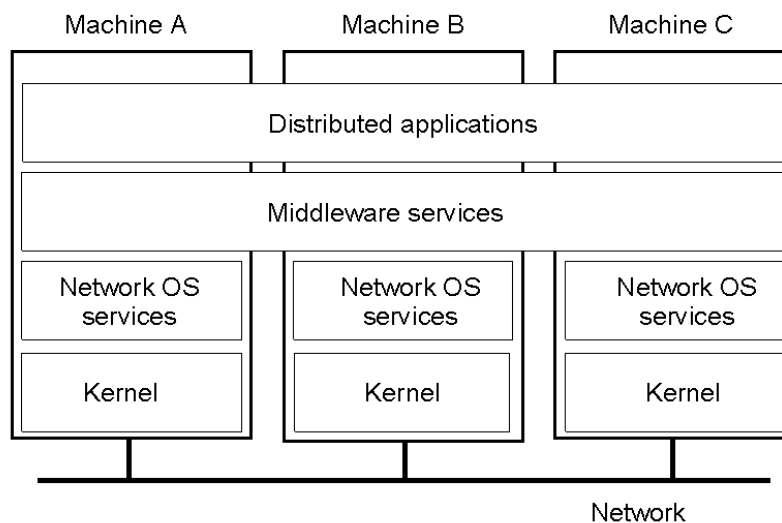 Machine A
Machine B
Machine C
Distributed applications
Middleware services
Network OS
services
Network OS
services
Network OS
services
Kernel
Kernel
Kernel
Network